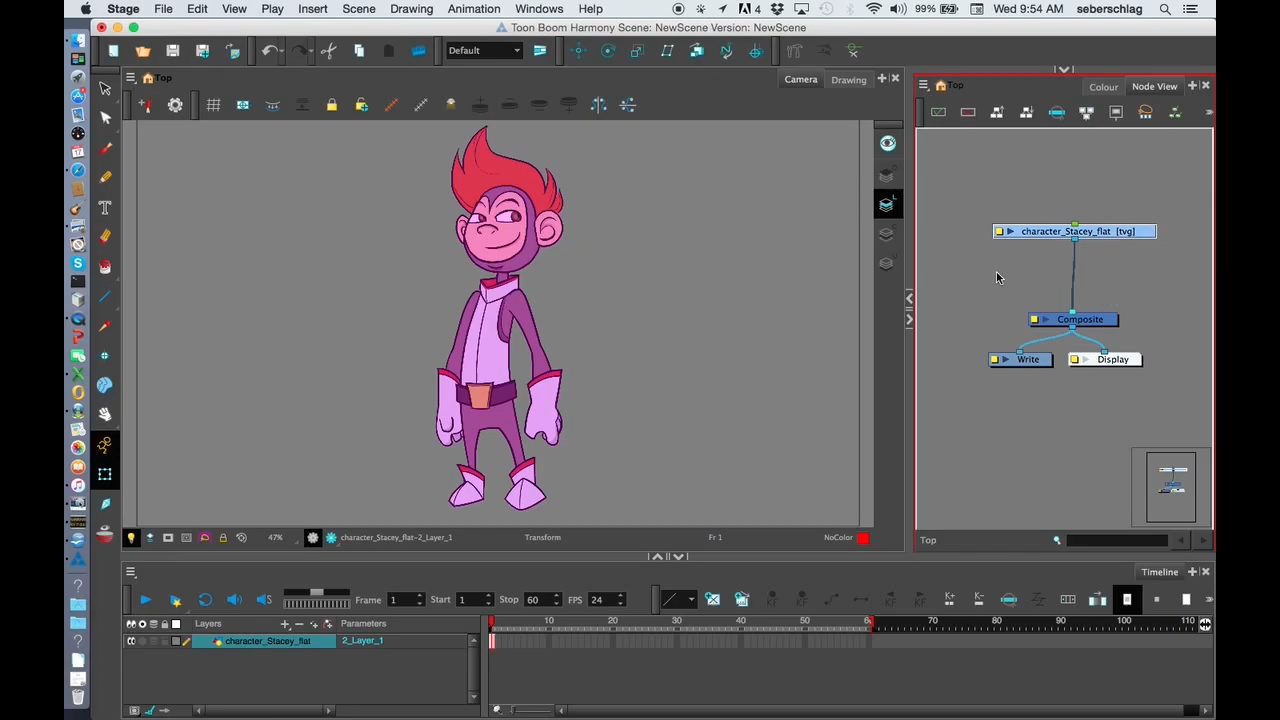 Stage File Edit View Play Insert Scene Drawing Animation Windows Help 4 99% Wed 9:54 AM seberschlag
Toon Boom Harmony Scene: NewScene Version: NewScene
Default
Top Camera Drawing
Top Colour Node View
character_Stacey_flat [tvg]
Composite
Write Display
47% character_Stacey_flat-2_Layer_1 Transform Fr 1 NoColor
Top
Timeline
Frame 1 Start 1 Stop 60 FPS 24
Layers Parameters
10 20 30 40 50 60 70 80 90 100 110
character_Stacey_flat 2_Layer_1